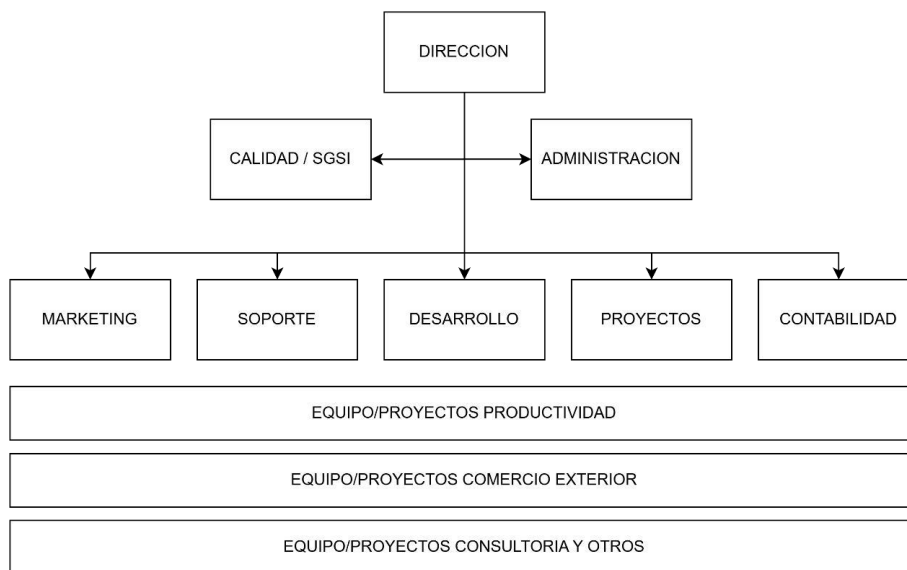 DIRECCION
CALIDAD / SGSI
ADMINISTRACION
MARKETING
SOPORTE
DESARROLLO
PROYECTOS
CONTABILIDAD
EQUIPO/PROYECTOS PRODUCTIVIDAD
EQUIPO/PROYECTOS COMERCIO EXTERIOR
EQUIPO/PROYECTOS CONSULTORIA Y OTROS